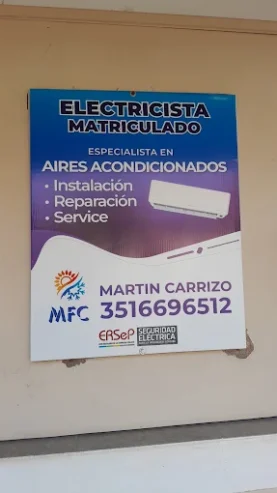 ELECTRICISTA
MATRICULADO
ESPECIALISTA EN
AIRES ACONDICIONADOS
• Instalación
• Reparación
• Service
MFC
MARTIN CARRIZO
3516696512
ERSeP
SEGURIDAD
ELÉCTRICA